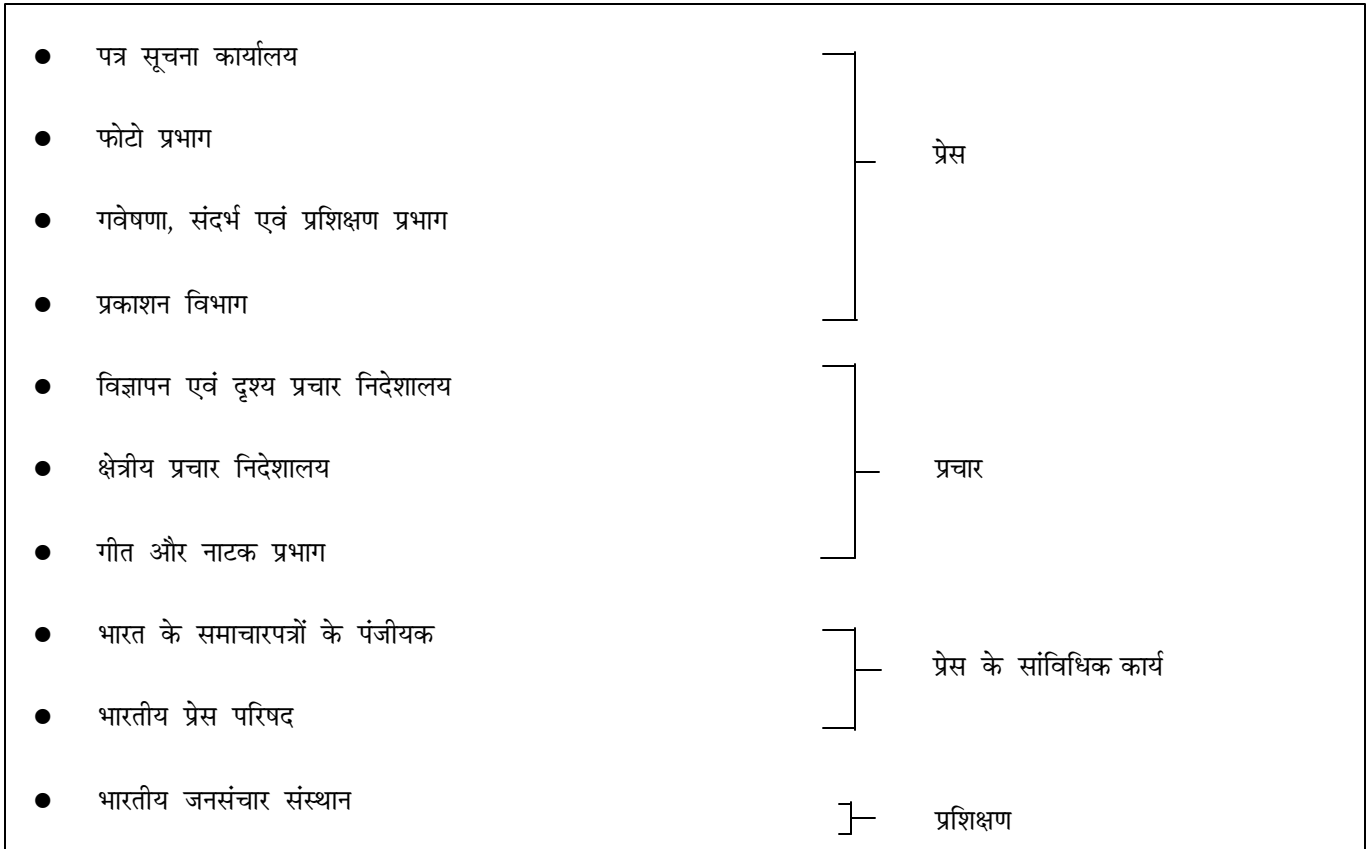 ● पत्र सूचना कार्यालय
● फोटो प्रभाग
प्रेस
● गवेषणा, संदर्भ एवं प्रशिक्षण प्रभाग
● प्रकाशन विभाग
● विज्ञापन एवं दृश्य प्रचार निदेशालय
● क्षेत्रीय प्रचार निदेशालय
प्रचार
● गीत और नाटक प्रभाग
● भारत के समाचारपत्रों के पंजीयक
प्रेस के सांविधिक कार्य
● भारतीय प्रेस परिषद
● भारतीय जनसंचार संस्थान
प्रशिक्षण